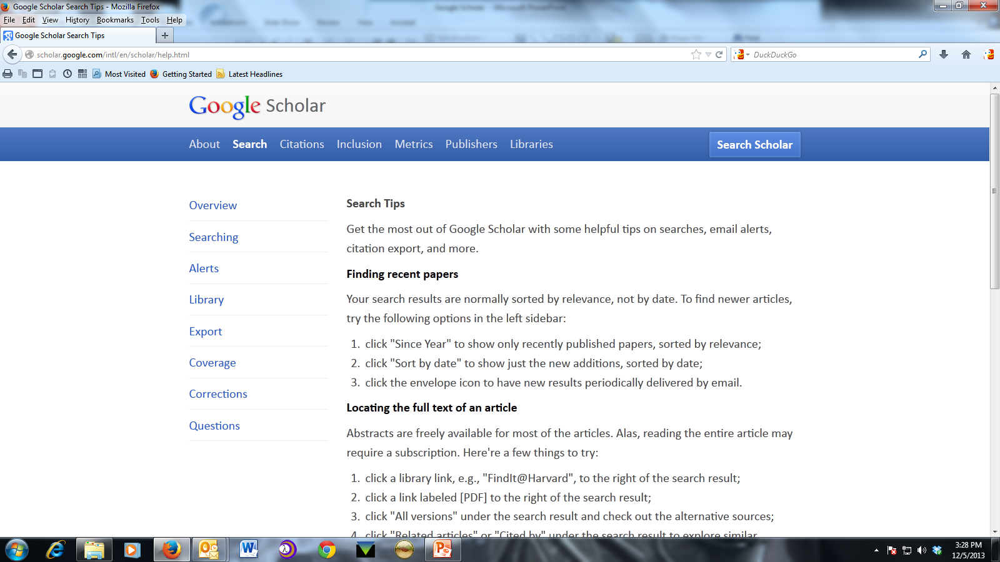 Google Scholar Search Tips - Mozilla Firefox
File Edit View History Bookmarks Tools Help
Google Scholar Search Tips
scholar.google.com/intl/en/scholar/help.html
DuckDuckGo
Most Visited Getting Started Latest Headlines
Google Scholar
About Search Citations Inclusion Metrics Publishers Libraries Search Scholar
Overview
Searching
Alerts
Library
Export
Coverage
Corrections
Questions
Search Tips
Get the most out of Google Scholar with some helpful tips on searches, email alerts,
citation export, and more.
Finding recent papers
Your search results are normally sorted by relevance, not by date. To find newer articles,
try the following options in the left sidebar:
1. click "Since Year" to show only recently published papers, sorted by relevance;
2. click "Sort by date" to show just the new additions, sorted by date;
3. click the envelope icon to have new results periodically delivered by email.
Locating the full text of an article
Abstracts are freely available for most of the articles. Alas, reading the entire article may
require a subscription. Here're a few things to try:
1. click a library link, e.g., "FindIt@Harvard", to the right of the search result;
2. click a link labeled [PDF] to the right of the search result;
3. click "All versions" under the search result and check out the alternative sources;
4. click "Related articles" or "Cited by" under the search result to explore similar
3:28 PM
12/5/2013